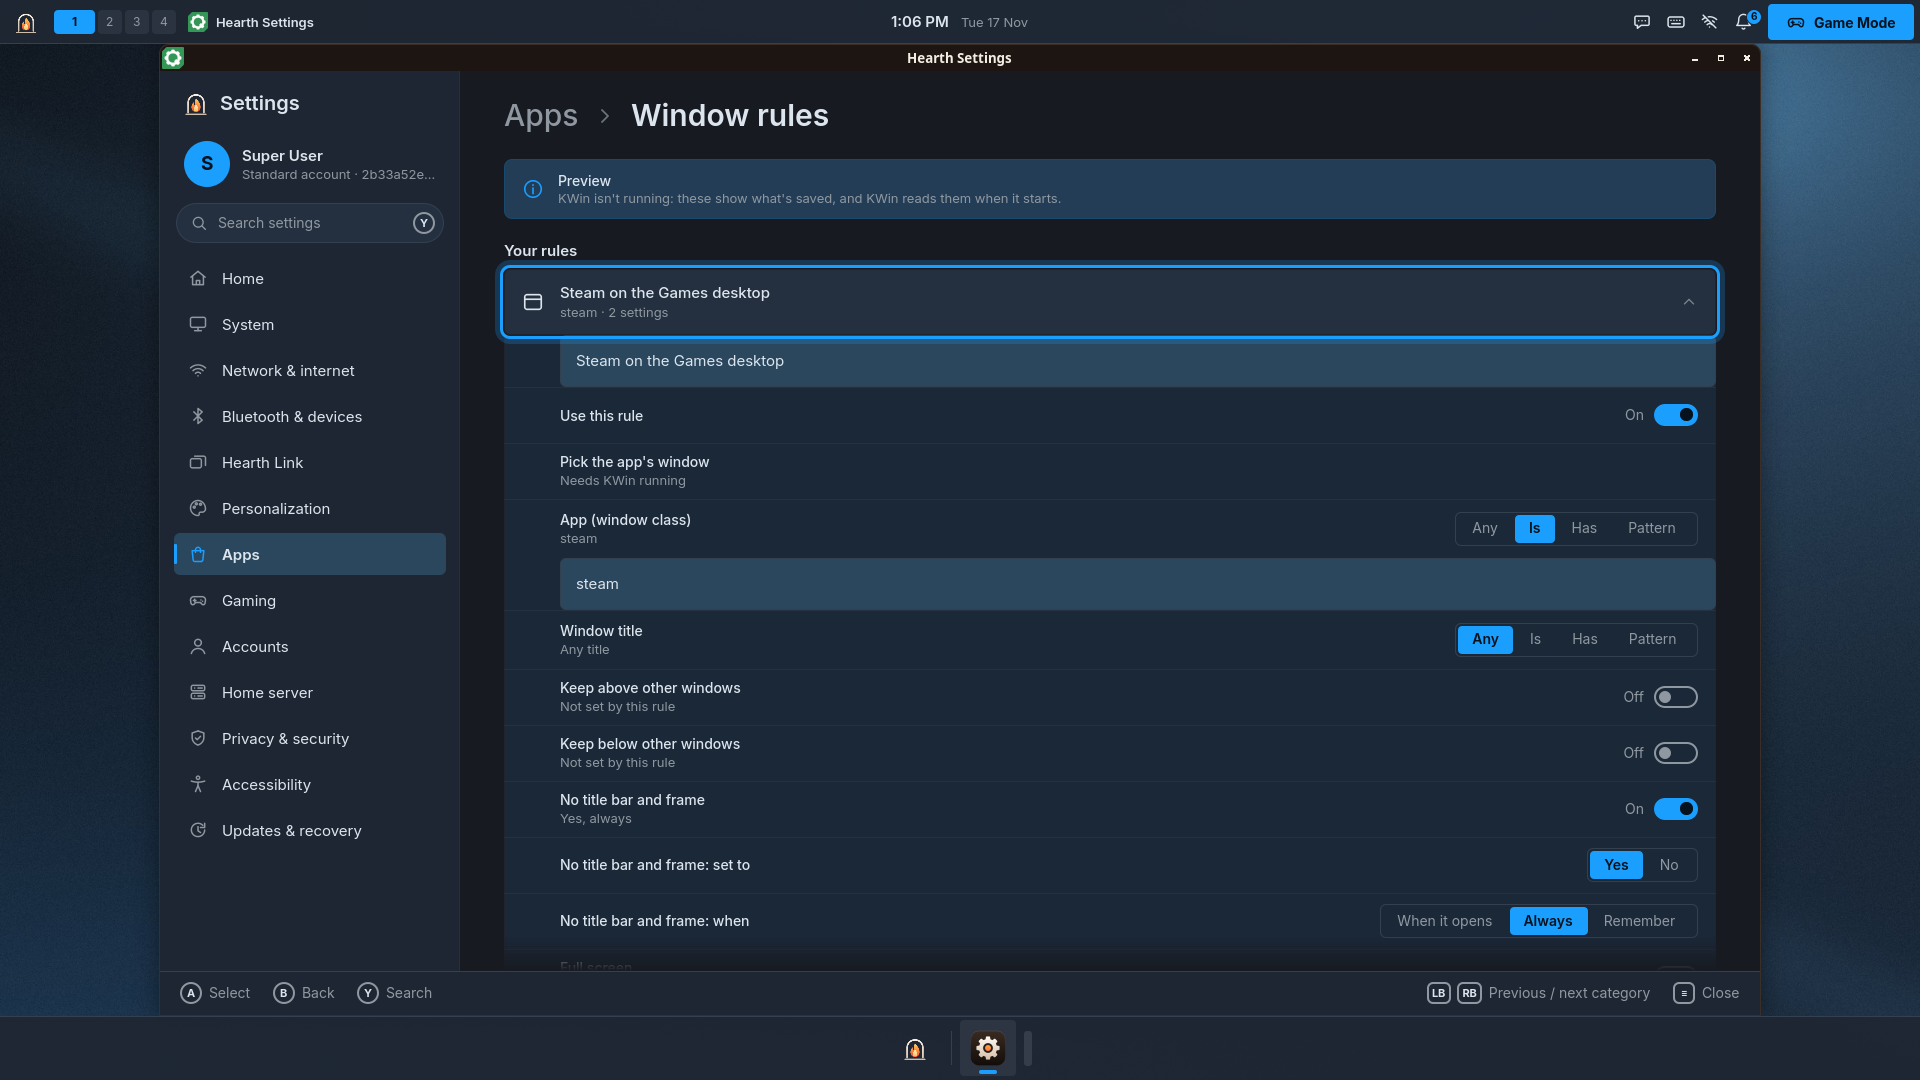 1 2 3 4 Hearth Settings 1:06 PM Tue 17 Nov 6 Game Mode
Hearth Settings
Settings
S
Super User
Standard account · 2b33a52e...
Search settings Y
Home
System
Network & internet
Bluetooth & devices
Hearth Link
Personalization
Apps
Gaming
Accounts
Home server
Privacy & security
Accessibility
Updates & recovery
Apps > Window rules
Preview
KWin isn't running: these show what's saved, and KWin reads them when it starts.
Your rules
Steam on the Games desktop
steam · 2 settings
Steam on the Games desktop
Use this rule On
Pick the app's window
Needs KWin running
App (window class) Any Is Has Pattern
steam
steam
Window title Any Is Has Pattern
Any title
Keep above other windows Off
Not set by this rule
Keep below other windows Off
Not set by this rule
No title bar and frame On
Yes, always
No title bar and frame: set to Yes No
No title bar and frame: when When it opens Always Remember
Full screen
A Select B Back Y Search LB RB Previous / next category Close